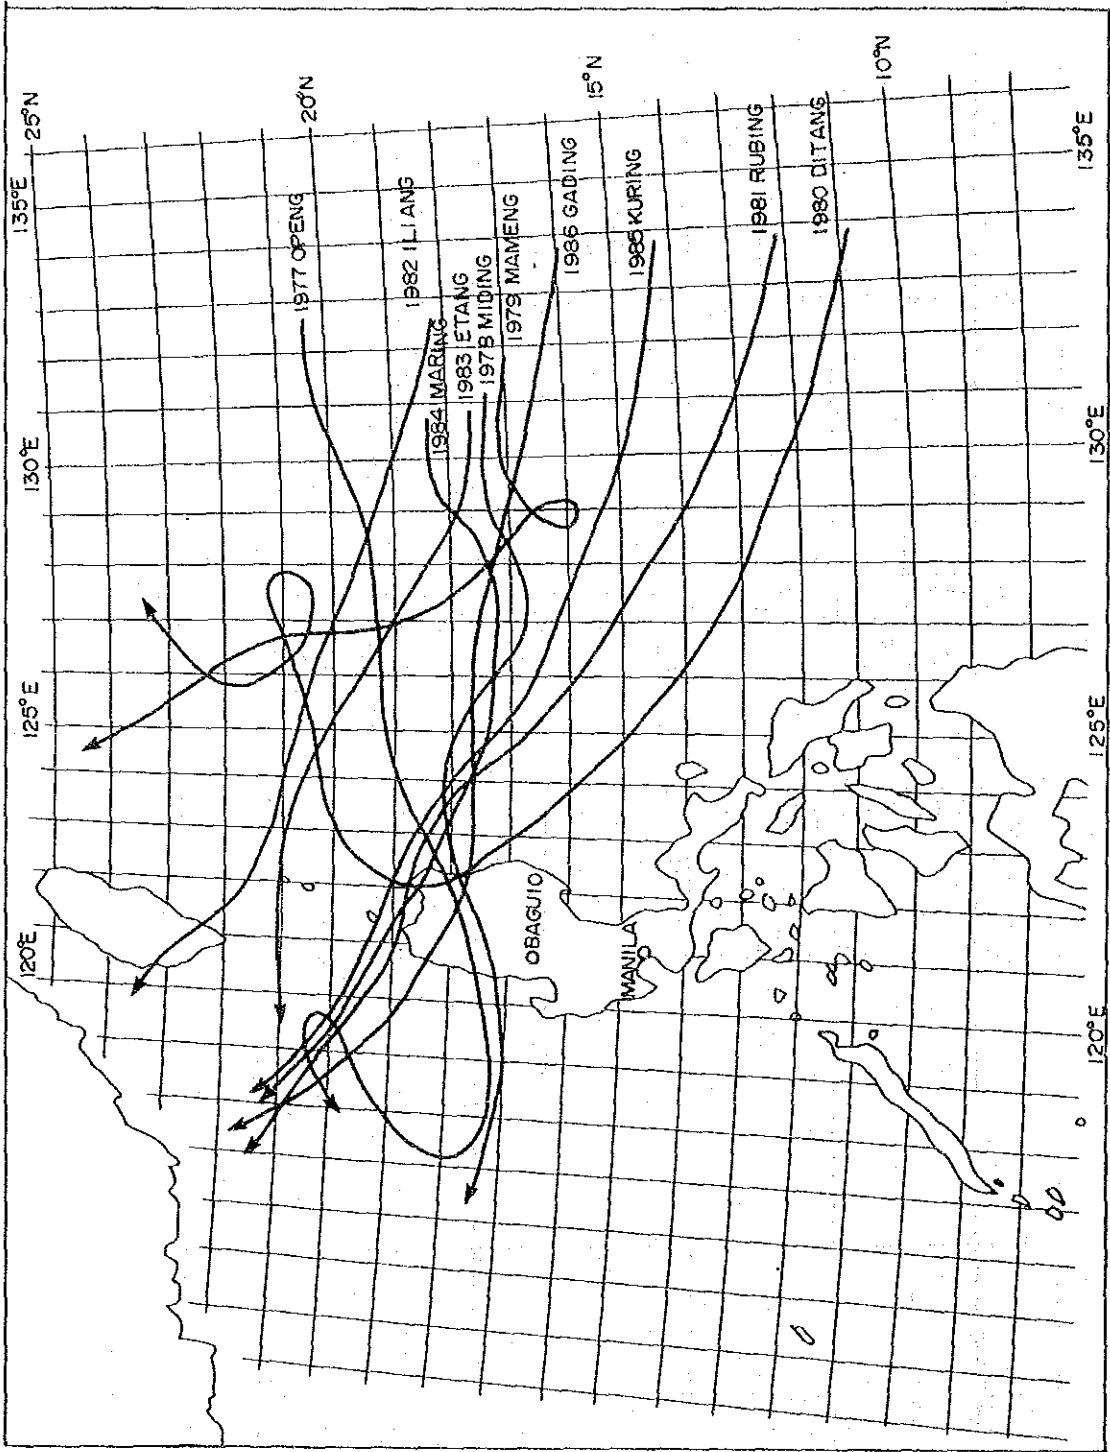 135°E
25°N
20°N
15°N
10°N
135°E
1977 OPENG
1982 ILIANG
1984 MARING
1983 ETANG
1978 MIDING
1979 MAMENG
1986 GADING
1985 KURING
1981 RUBING
1980 DITANG
130°E
130°E
125°E
125°E
120°E
120°E
OBAGUIO
MANILA